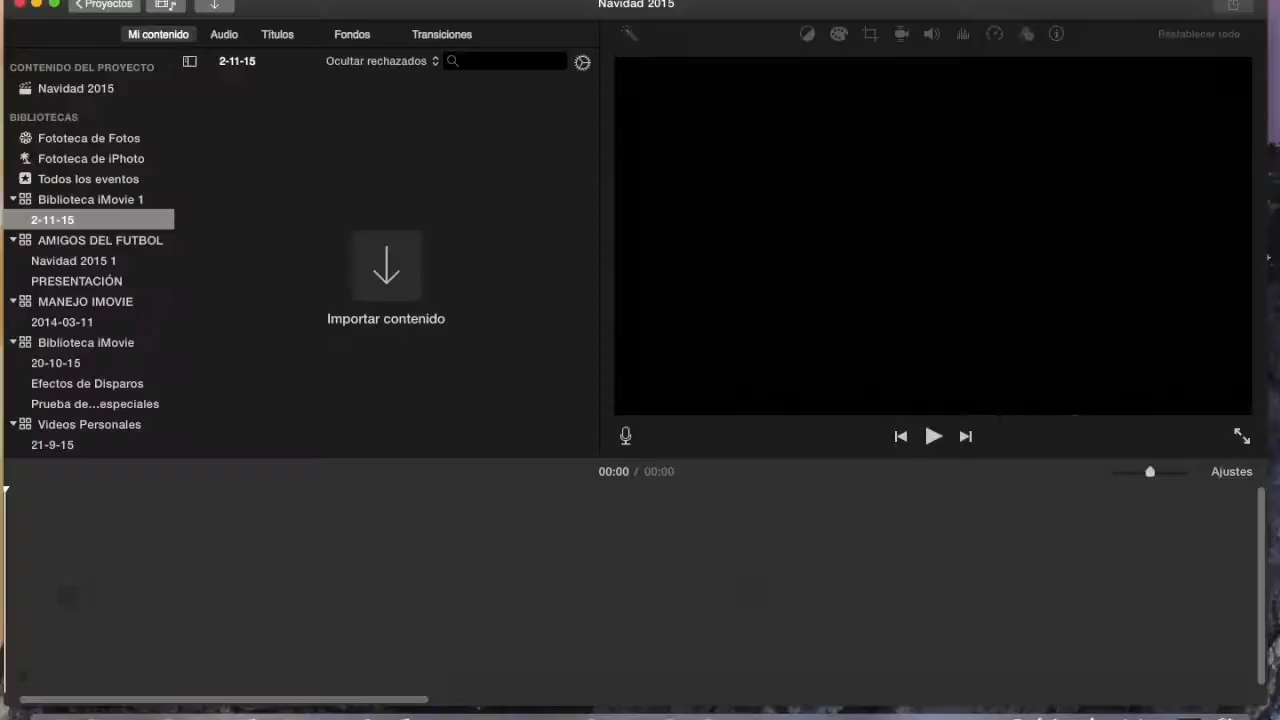 Proyectos
Navidad 2015
Mi contenido Audio Títulos Fondos Transiciones
Restablecer todo
CONTENIDO DEL PROYECTO
2-11-15 Ocultar rechazados
Navidad 2015
BIBLIOTECAS
Fototeca de Fotos
Fototeca de iPhoto
Todos los eventos
Biblioteca iMovie 1
2-11-15
AMIGOS DEL FUTBOL
Navidad 2015 1
PRESENTACIÓN
MANEJO IMOVIE
2014-03-11
Biblioteca iMovie
20-10-15
Efectos de Disparos
Prueba de...especiales
Videos Personales
21-9-15
Importar contenido
00:00 / 00:00
Ajustes